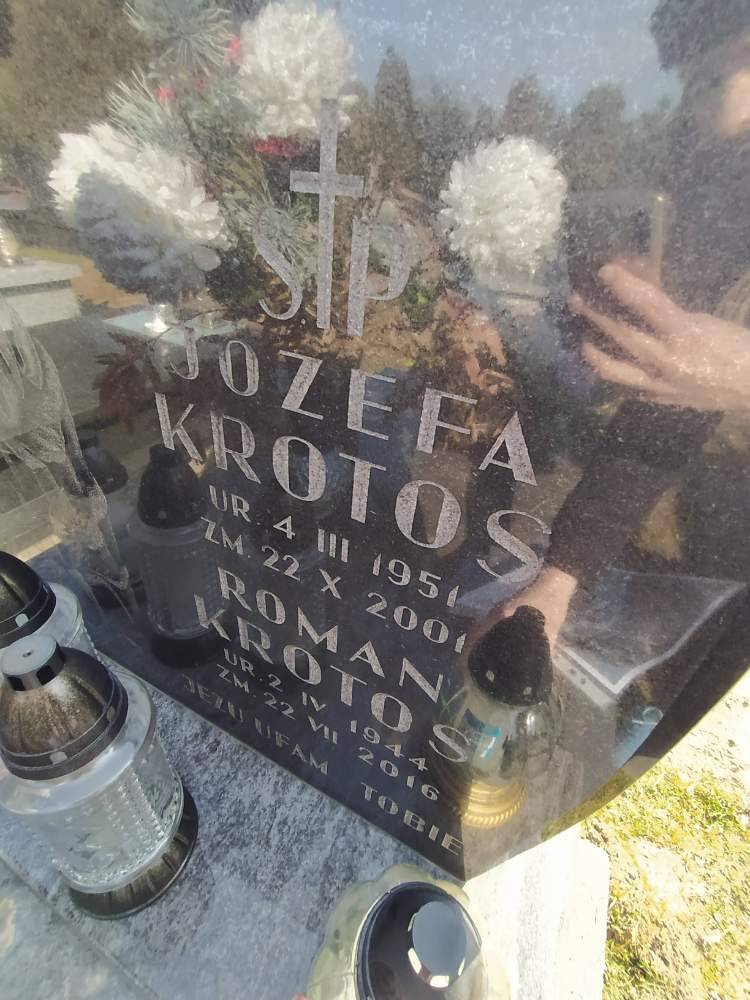 Ś P
JÓZEFA
KROTOS
UR. 4 III 1951
ZM. 22 X 2001
ROMAN
KROTOS
UR. 2 IV 1944
ZM. 22 VII 2016
JEZU UFAM TOBIE